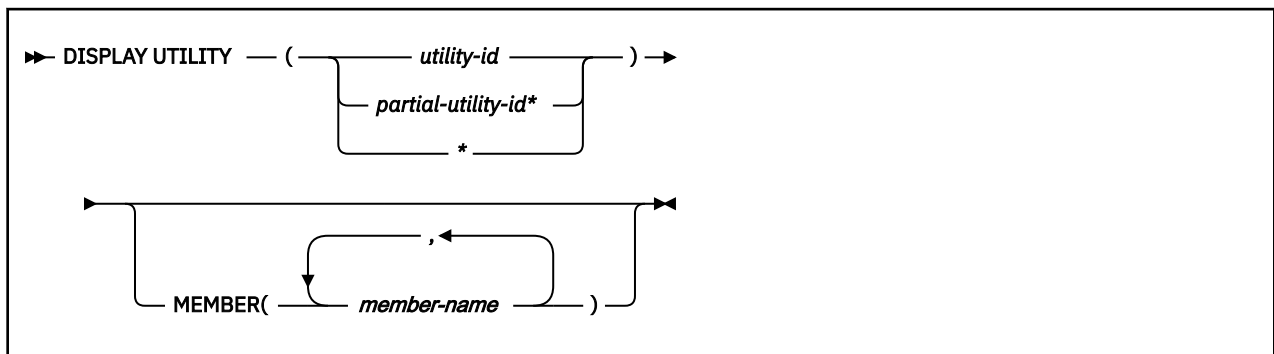 DISPLAY UTILITY ( utility-id )
partial-utility-id*
*
,
MEMBER( member-name )